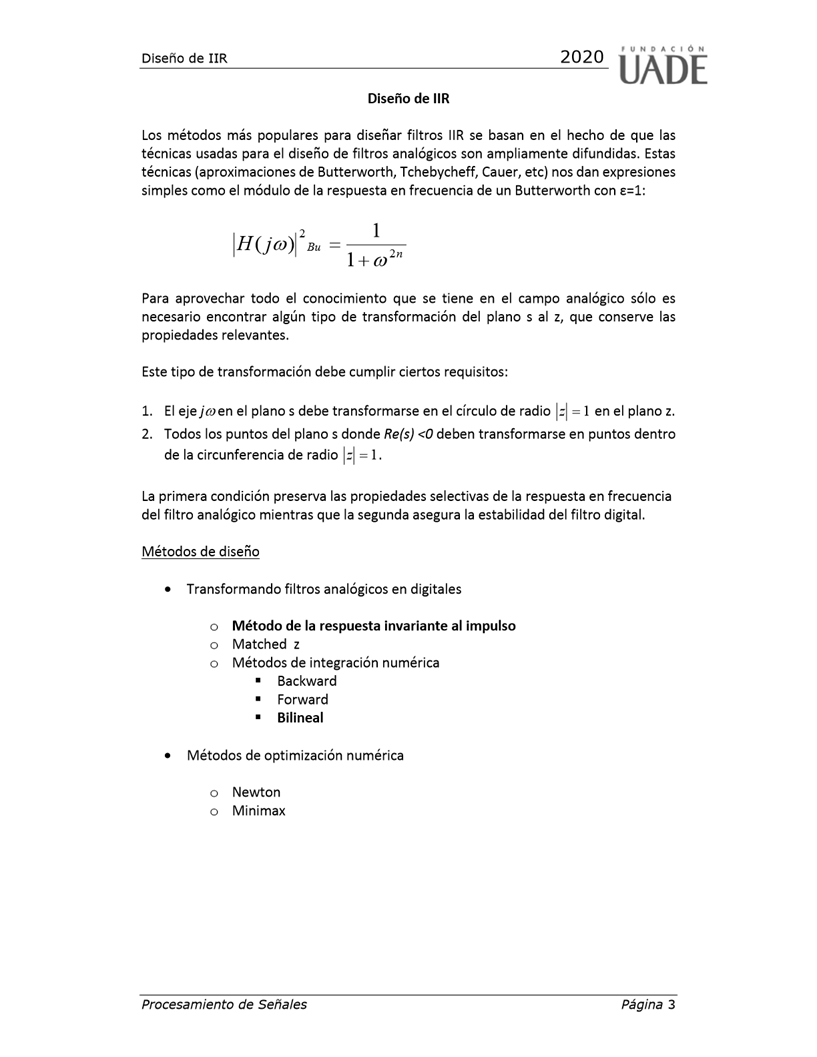 Diseño de IIR 2020 FUNDACIÓN UADE
Diseño de IIR
Los métodos más populares para diseñar filtros IIR se basan en el hecho de que las
técnicas usadas para el diseño de filtros analógicos son ampliamente difundidas. Estas
técnicas (aproximaciones de Butterworth, Tchebycheff, Cauer, etc) nos dan expresiones
simples como el módulo de la respuesta en frecuencia de un Butterworth con ε=1:
|H(jω)|²_Bu = 1 / (1 + ω^{2n})
Para aprovechar todo el conocimiento que se tiene en el campo analógico sólo es
necesario encontrar algún tipo de transformación del plano s al z, que conserve las
propiedades relevantes.
Este tipo de transformación debe cumplir ciertos requisitos:
1. El eje jω en el plano s debe transformarse en el círculo de radio |z| = 1 en el plano z.
2. Todos los puntos del plano s donde Re(s) <0 deben transformarse en puntos dentro
de la circunferencia de radio |z| = 1.
La primera condición preserva las propiedades selectivas de la respuesta en frecuencia
del filtro analógico mientras que la segunda asegura la estabilidad del filtro digital.
Métodos de diseño
• Transformando filtros analógicos en digitales
o Método de la respuesta invariante al impulso
o Matched z
o Métodos de integración numérica
▪ Backward
▪ Forward
▪ Bilineal
• Métodos de optimización numérica
o Newton
o Minimax
Procesamiento de Señales Página 3